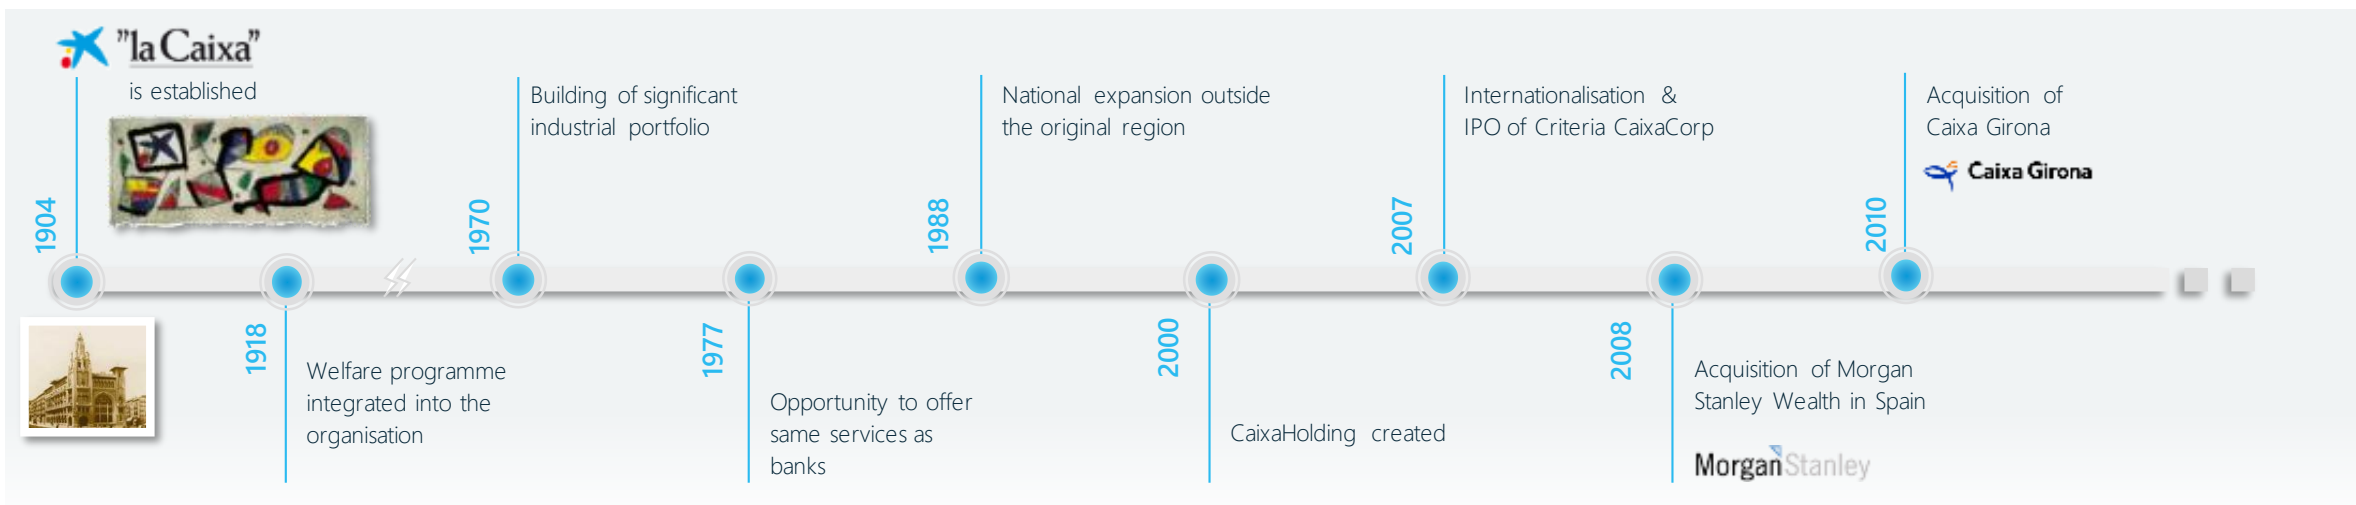 "la Caixa"
is established
1904
1918
Welfare programme
integrated into the
organisation
1970
Building of significant
industrial portfolio
1977
Opportunity to offer
same services as
banks
1988
National expansion outside
the original region
2000
CaixaHolding created
2007
Internationalisation &
IPO of Criteria CaixaCorp
2008
Acquisition of Morgan
Stanley Wealth in Spain
Morgan Stanley
2010
Acquisition of
Caixa Girona
Caixa Girona